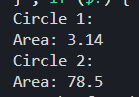 Circle 1:
Area: 3.14
Circle 2:
Area: 78.5